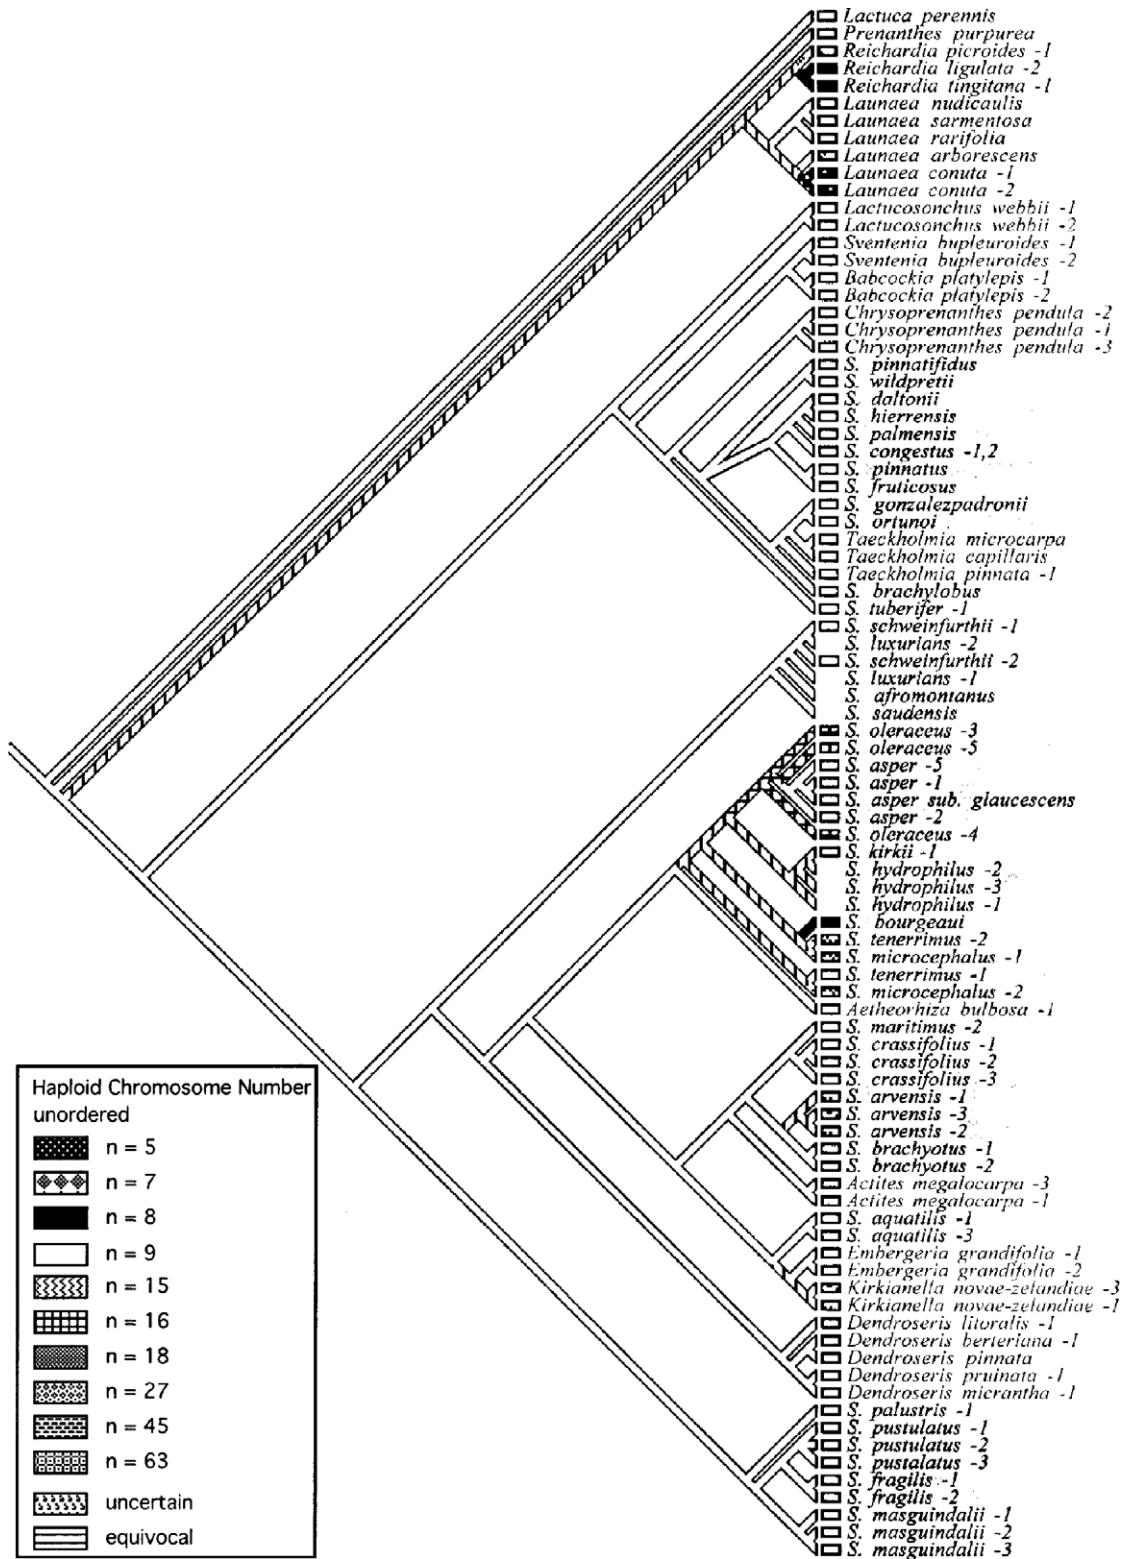 Lactuca perennis
Prenanthes purpurea
Reichardia picroides -1
Reichardia ligulata -2
Reichardia tingitana -1
Launaea nudicaulis
Launaea sarmentosa
Launaea rarifolia
Launaea arborescens
Launaea conuta -1
Launaea conuta -2
Lactucosonchus webbii -1
Lactucosonchus webbii -2
Sventenia bupleuroides -1
Sventenia bupleuroides -2
Babcockia platylepis -1
Babcockia platylepis -2
Chrysoprenanthes pendula -2
Chrysoprenanthes pendula -1
Chrysoprenanthes pendula -3
S. pinnatifidus
S. wildpretii
S. daltonii
S. hierrensis
S. palmensis
S. congestus -1,2
S. pinnatus
S. fruticosus
S. gonzalezpadronii
S. ortunoi
Taeckholmia microcarpa
Taeckholmia capillaris
Taeckholmia pinnata -1
S. brachylobus
S. tuberifer -1
S. schweinfurthii -1
S. luxurians -2
S. schweinfurthii -2
S. luxurians -1
S. afromontanus
S. saudensis
S. oleraceus -3
S. oleraceus -5
S. asper -5
S. asper -1
S. asper sub. glaucescens
S. asper -2
S. oleraceus -4
S. kirkii -1
S. hydrophilus -2
S. hydrophilus -3
S. hydrophilus -1
S. bourgeaui
S. tenerrimus -2
S. microcephalus -1
S. tenerrimus -1
S. microcephalus -2
Aetheorhiza bulbosa -1
S. maritimus -2
S. crassifolius -1
S. crassifolius -2
S. crassifolius -3
S. arvensis -1
S. arvensis -3
S. arvensis -2
S. brachyotus -1
S. brachyotus -2
Actites megalocarpa -3
Actites megalocarpa -1
S. aquatilis -1
S. aquatilis -3
Embergeria grandifolia -1
Embergeria grandifolia -2
Kirkianella novae-zelandiae -3
Kirkianella novae-zelandiae -1
Dendroseris litoralis -1
Dendroseris berteriana -1
Dendroseris pinnata
Dendroseris pruinata -1
Dendroseris micrantha -1
S. palustris -1
S. pustulatus -1
S. pustulatus -2
S. pustalatus -3
S. fragilis -1
S. fragilis -2
S. masguindalii -1
S. masguindalii -2
S. masguindalii -3
Haploid Chromosome Number
unordered
n = 5
n = 7
n = 8
n = 9
n = 15
n = 16
n = 18
n = 27
n = 45
n = 63
uncertain
equivocal